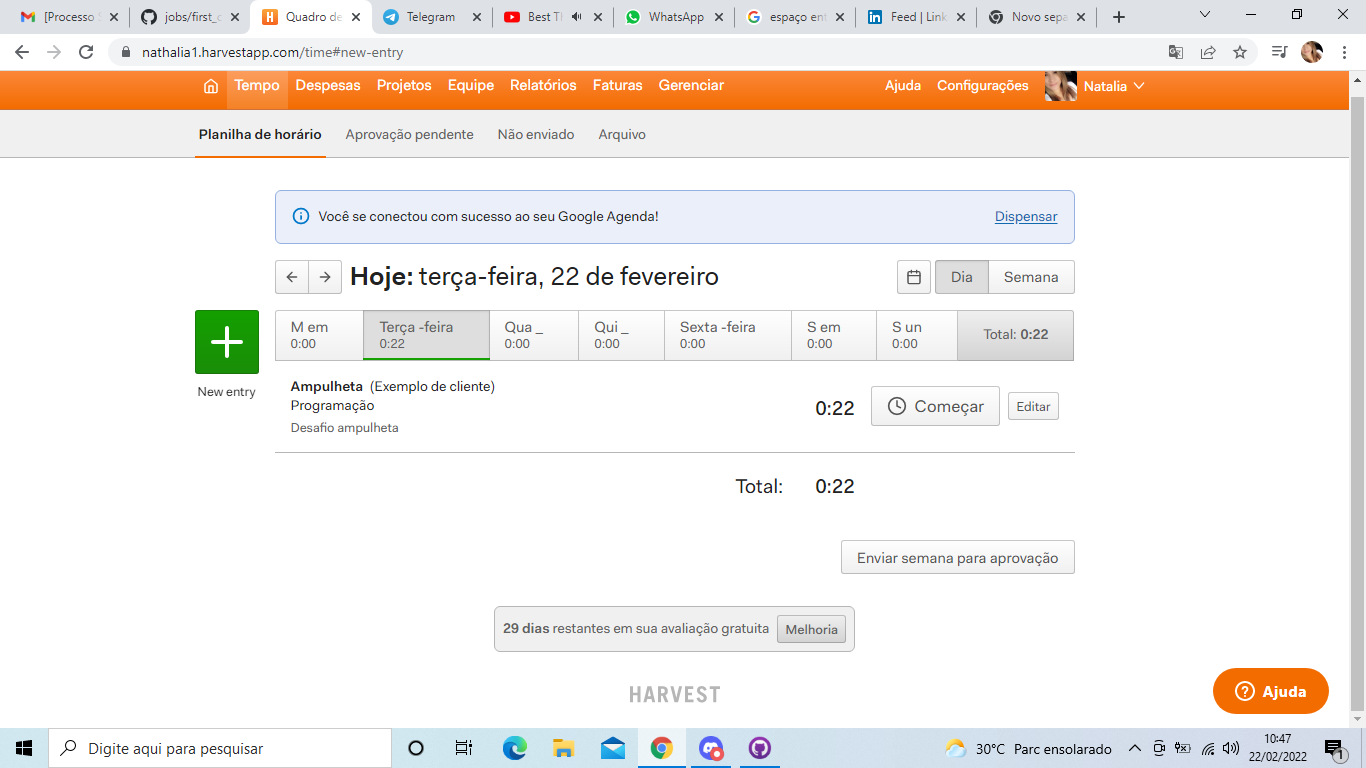 [Processo S
jobs/first_c
Quadro de
Telegram
Best Tl
WhatsApp
espaço ent
Feed | Link
Novo sepa
nathalia1.harvestapp.com/time#new-entry
Tempo Despesas Projetos Equipe Relatórios Faturas Gerenciar Ajuda Configurações Natalia
Planilha de horário Aprovação pendente Não enviado Arquivo
Você se conectou com sucesso ao seu Google Agenda! Dispensar
Hoje: terça-feira, 22 de fevereiro Dia Semana
M em Terça -feira Qua _ Qui _ Sexta -feira S em S un Total: 0:22
0:00 0:22 0:00 0:00 0:00 0:00 0:00
New entry
Ampulheta (Exemplo de cliente)
Programação
Desafio ampulheta
0:22 Começar Editar
Total: 0:22
Enviar semana para aprovação
29 dias restantes em sua avaliação gratuita Melhoria
HARVEST
Ajuda
Digite aqui para pesquisar
30°C Parc ensolarado
10:47
22/02/2022
1